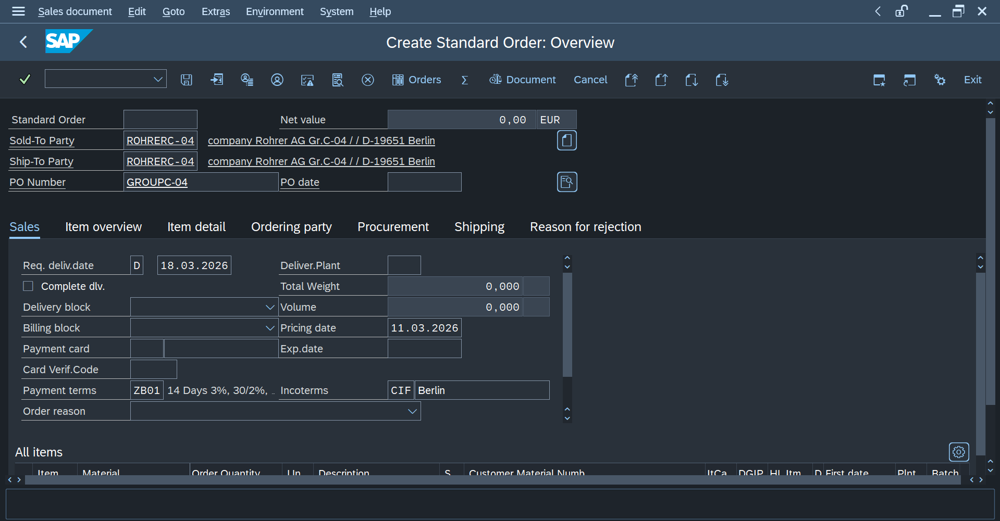 Sales document Edit Goto Extras Environment System Help
SAP
Create Standard Order: Overview
Orders Σ Document Cancel Exit
Standard Order Net value 0,00 EUR
Sold-To Party ROHRERC-04 company Rohrer AG Gr.C-04 / / D-19651 Berlin
Ship-To Party ROHRERC-04 company Rohrer AG Gr.C-04 / / D-19651 Berlin
PO Number GROUPC-04 PO date
Sales Item overview Item detail Ordering party Procurement Shipping Reason for rejection
Req. deliv.date D 18.03.2026 Deliver.Plant
Complete dlv. Total Weight 0,000
Delivery block Volume 0,000
Billing block Pricing date 11.03.2026
Payment card Exp.date
Card Verif.Code
Payment terms ZB01 14 Days 3%, 30/2%, .. Incoterms CIF Berlin
Order reason
All items
Item Material Order Quantity Un Description S Customer Material Numb ItCa DGIP HL Itm D First date Plnt Batch